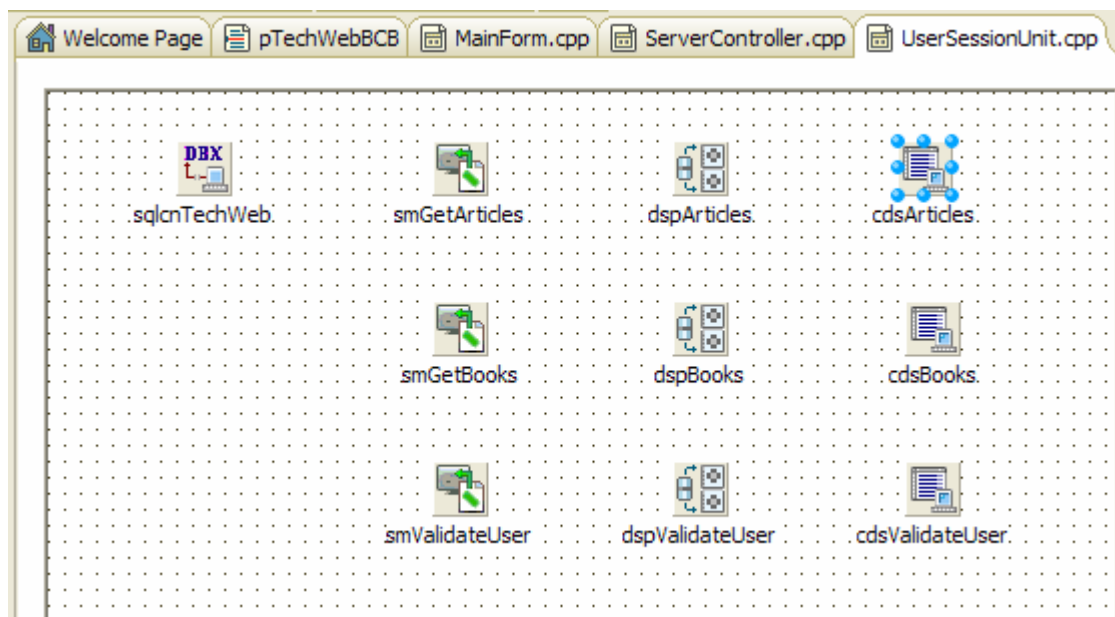 Welcome Page pTechWebBCB MainForm.cpp ServerController.cpp UserSessionUnit.cpp
DBX
sqlcnTechWeb smGetArticles dspArticles cdsArticles
smGetBooks dspBooks cdsBooks
smValidateUser dspValidateUser cdsValidateUser